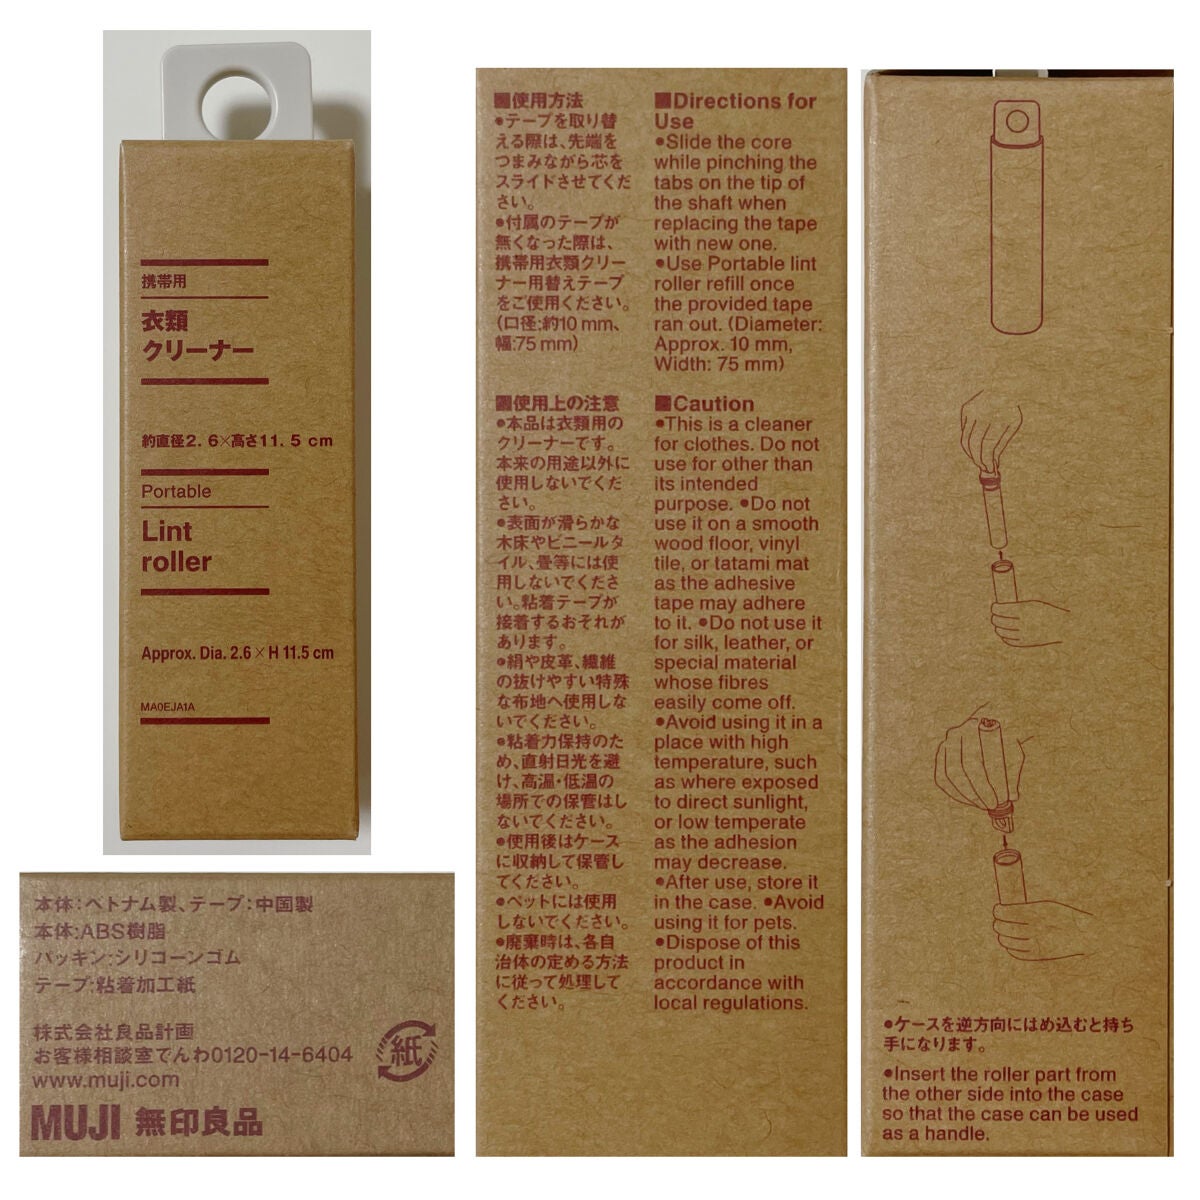 携帯用
衣類
クリーナー
約直径2.6×高さ11.5 cm
Portable
Lint
roller
Approx. Dia. 2.6 × H 11.5 cm
MA0EJA1A
本体:ベトナム製、テープ:中国製
本体:ABS樹脂
パッキン:シリコーンゴム
テープ:粘着加工紙
株式会社良品計画
お客様相談室でんわ0120-14-6404
www.muji.com
紙
MUJI 無印良品
■使用方法
●テープを取り替
える際は、先端を
つまみながら芯を
スライドさせてくだ
さい。
●付属のテープが
無くなった際は、
携帯用衣類クリー
ナー用替えテープ
をご使用ください。
(口径:約10 mm、
幅:75 mm)
■使用上の注意
●本品は衣類用の
クリーナーです。
本来の用途以外に
使用しないでくだ
さい。
●表面が滑らかな
木床やビニールタ
イル、畳等には使
用しないでくださ
い。粘着テープが
接着するおそれが
あります。
●絹や皮革、繊維
の抜けやすい特殊
な布地へ使用しな
いでください。
●粘着力保持のた
め、直射日光を避
け、高温・低温の
場所での保管はし
ないでください。
●使用後はケース
に収納して保管し
てください。
●ペットには使用
しないでください。
●廃棄時は、各自
治体の定める方法
に従って処理して
ください。
■Directions for
Use
●Slide the core
while pinching the
tabs on the tip of
the shaft when
replacing the tape
with new one.
●Use Portable lint
roller refill once
the provided tape
ran out. (Diameter:
Approx. 10 mm,
Width: 75 mm)
■Caution
●This is a cleaner
for clothes. Do not
use for other than
its intended
purpose. ●Do not
use it on a smooth
wood floor, vinyl
tile, or tatami mat
as the adhesive
tape may adhere
to it. ●Do not use it
for silk, leather, or
special material
whose fibres
easily come off.
●Avoid using it in a
place with high
temperature, such
as where exposed
to direct sunlight,
or low temperate
as the adhesion
may decrease.
●After use, store it
in the case. ●Avoid
using it for pets.
●Dispose of this
product in
accordance with
local regulations.
●ケースを逆方向にはめ込むと持ち
手になります。
●Insert the roller part from
the other side into the case
so that the case can be used
as a handle.